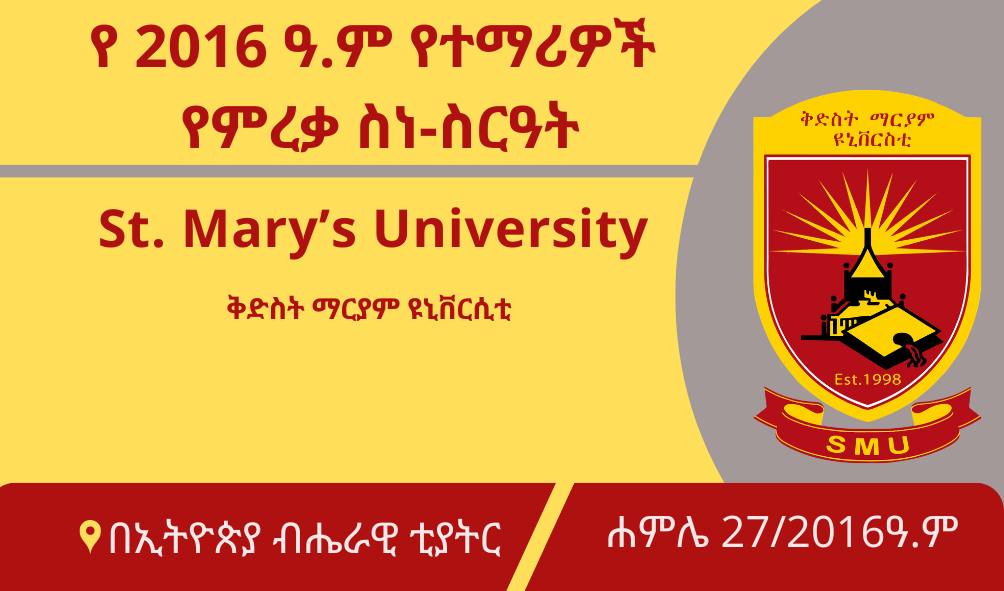 የ 2016 ዓ.ም የተማሪዎች
የምረቃ ስነ-ስርዓት
St. Mary’s University
ቅድስት ማርያም ዩኒቨርሲቲ
ቅድስት ማርያም
ዩኒቨርስቲ
Est.1998
SMU
በኢትዮጵያ ብሔራዊ ቲያትር
ሐምሌ 27/2016ዓ.ም